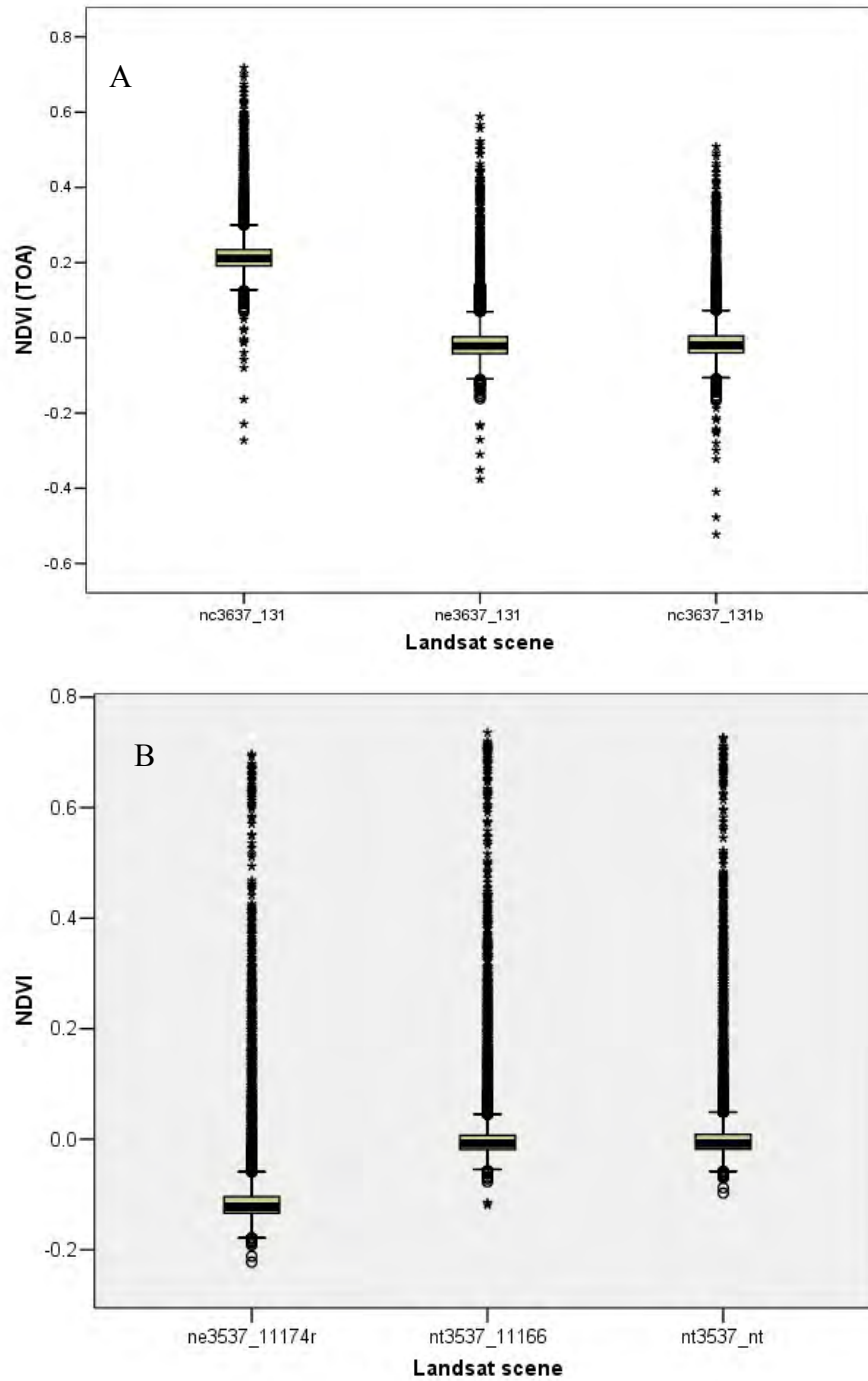 A
0.8
0.6
0.4
0.2
0.0
-0.2
-0.4
-0.6
NDVI (TOA)
nc3637_131
ne3637_131
nc3637_131b
Landsat scene
B
0.8
0.6
0.4
0.2
0.0
-0.2
NDVI
ne3537_11174r
nt3537_11166
nt3537_nt
Landsat scene